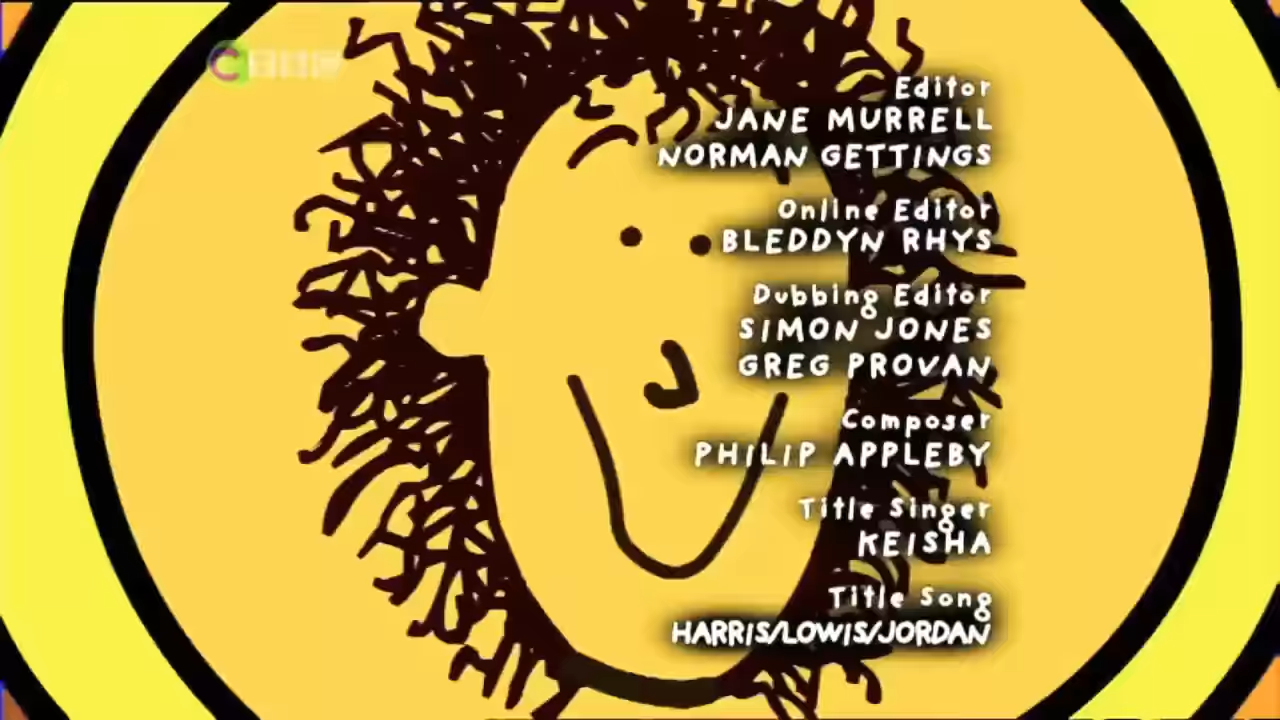 CBBC
Editor
JANE MURRELL
NORMAN GETTINGS
Online Editor
BLEDDYN RHYS
Dubbing Editor
SIMON JONES
GREG PROVAN
Composer
PHILIP APPLEBY
Title Singer
KEISHA
Title Song
HARRIS/LOWIS/JORDAN